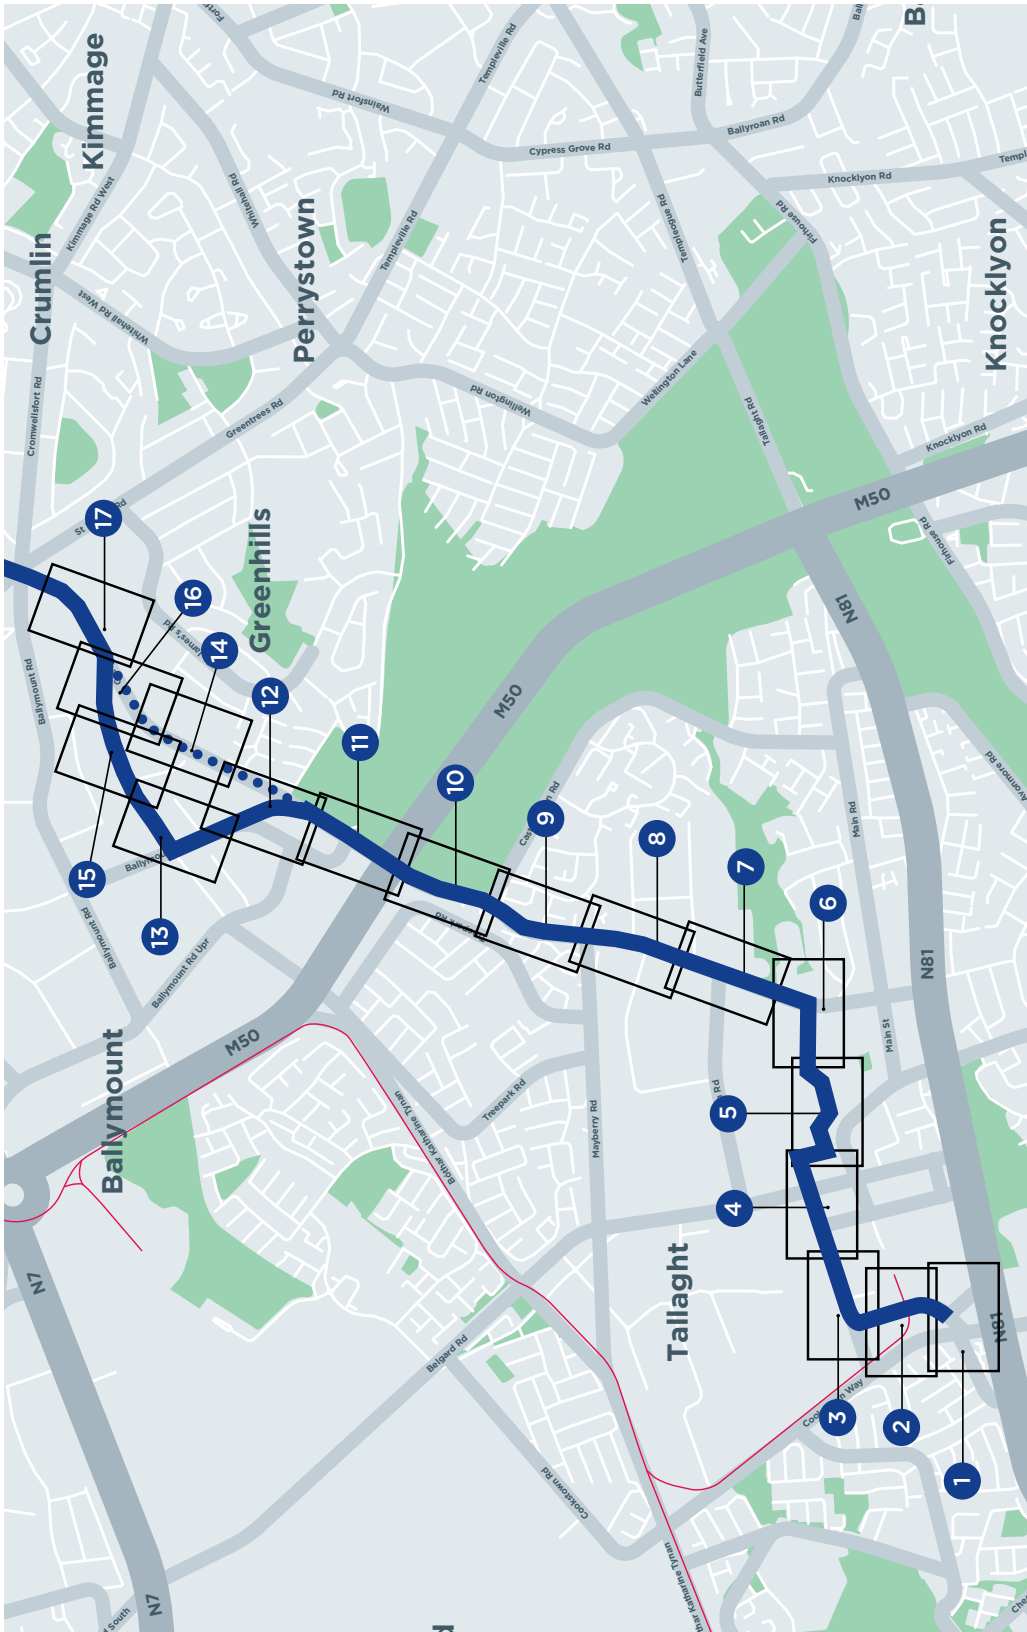 Kimmage
Crumlin
Perrystown
Knocklyon
Greenhills
Ballymount
Tallaght
B
Wainsfort Rd
Templeville Rd
Butterfield Ave
Ballyroan Rd
Cypress Grove Rd
Knocklyon Rd
Whitehall Rd
Kimmage Rd West
Templeville Rd
Templeogue Rd
Firhouse Rd
Whitehall Rd West
Cromwellsfort Rd
Greentrees Rd
Wellington Rd
Wellington Lane
Tallaght Rd
Knocklyon Rd
M50
Firhouse Rd
N81
M50
Ballymount Rd
Avonmore Rd
Main Rd
Ballymount Rd
Ballymount Rd Upr
N81
Main St
M50
Treepark Rd
Mayberry Rd
Bóthar Katharine Tynan
Belgard Rd
N7
N81
Cookstown Rd
N7
17
16
14
12
11
10
9
8
7
6
15
13
5
4
3
2
1